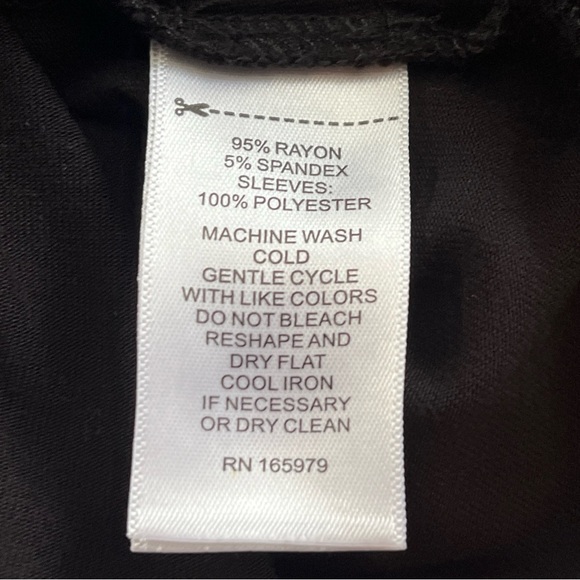 95% RAYON
5% SPANDEX
SLEEVES:
100% POLYESTER
MACHINE WASH
COLD
GENTLE CYCLE
WITH LIKE COLORS
DO NOT BLEACH
RESHAPE AND
DRY FLAT
COOL IRON
IF NECESSARY
OR DRY CLEAN
RN 165979